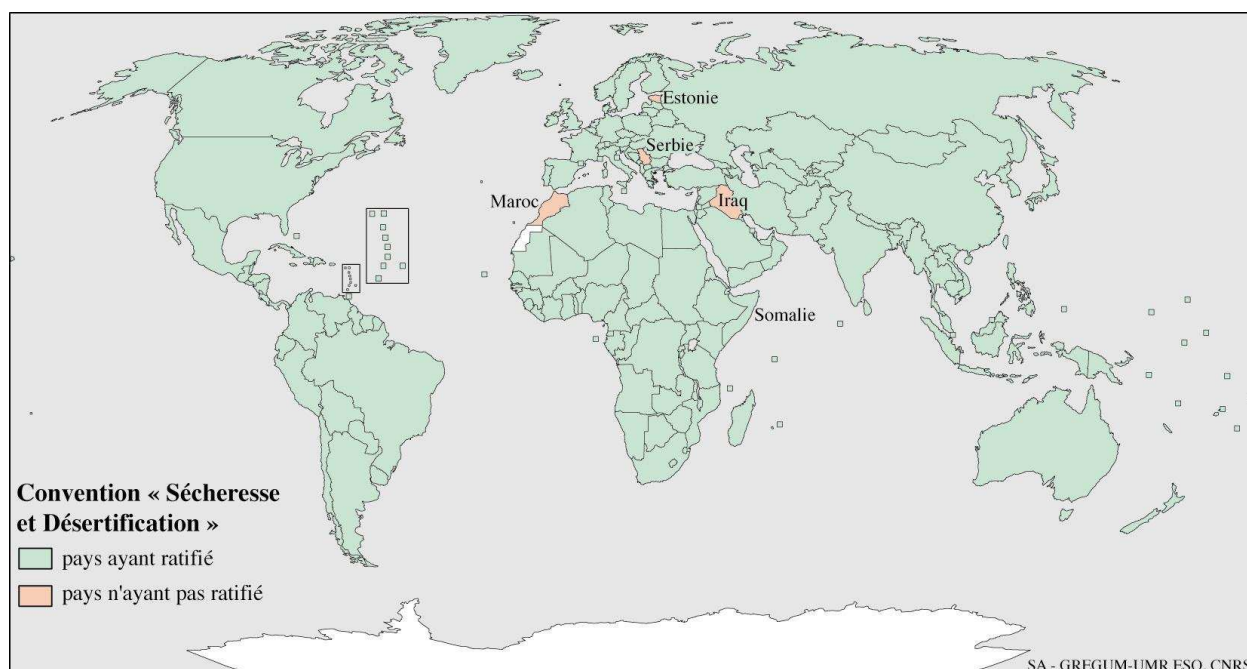 Estonie
Serbie
Maroc
Iraq
Somalie
Convention « Sécheresse
et Désertification »
pays ayant ratifié
pays n'ayant pas ratifié
SA - GREGUM-UMR ESO, CNRS